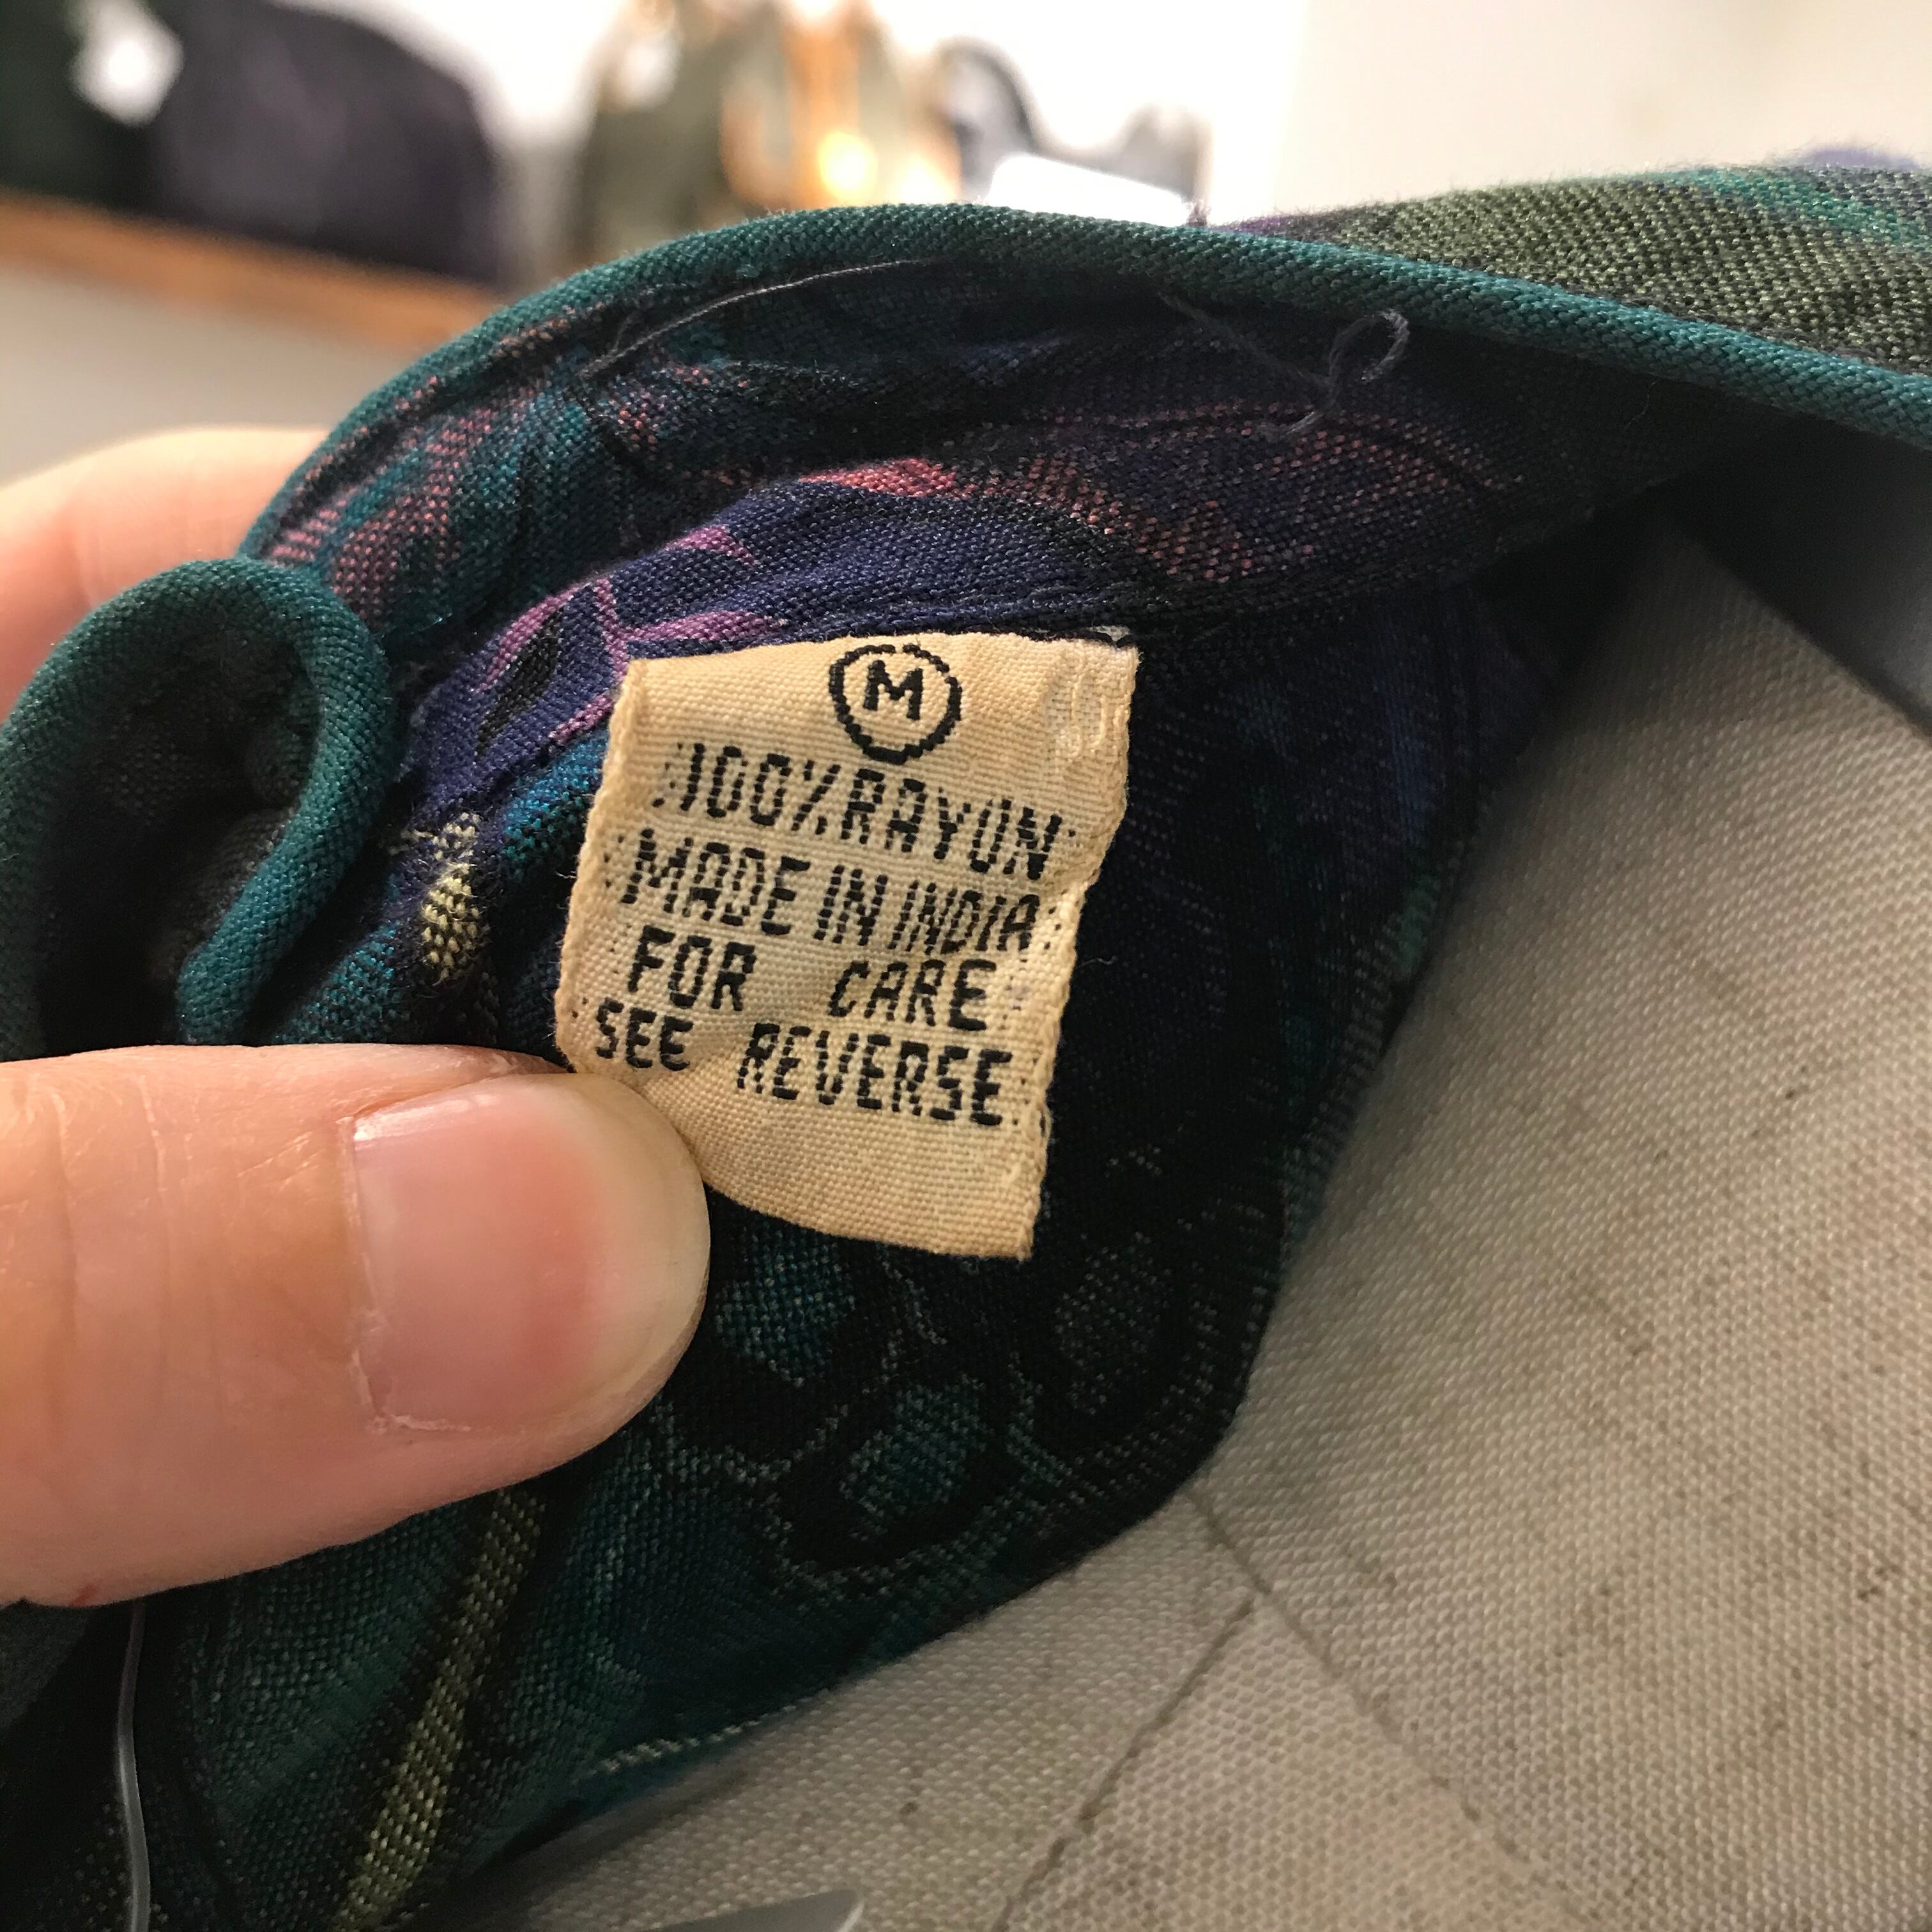 M
100% RAYON
MADE IN INDIA
FOR CARE
SEE REVERSE